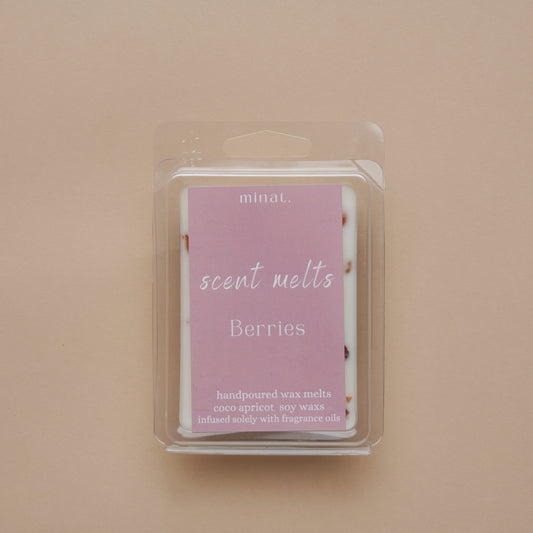 minat.
scent melts
Berries
handpoured wax melts
coco apricot soy waxs
infused solely with fragrance oils